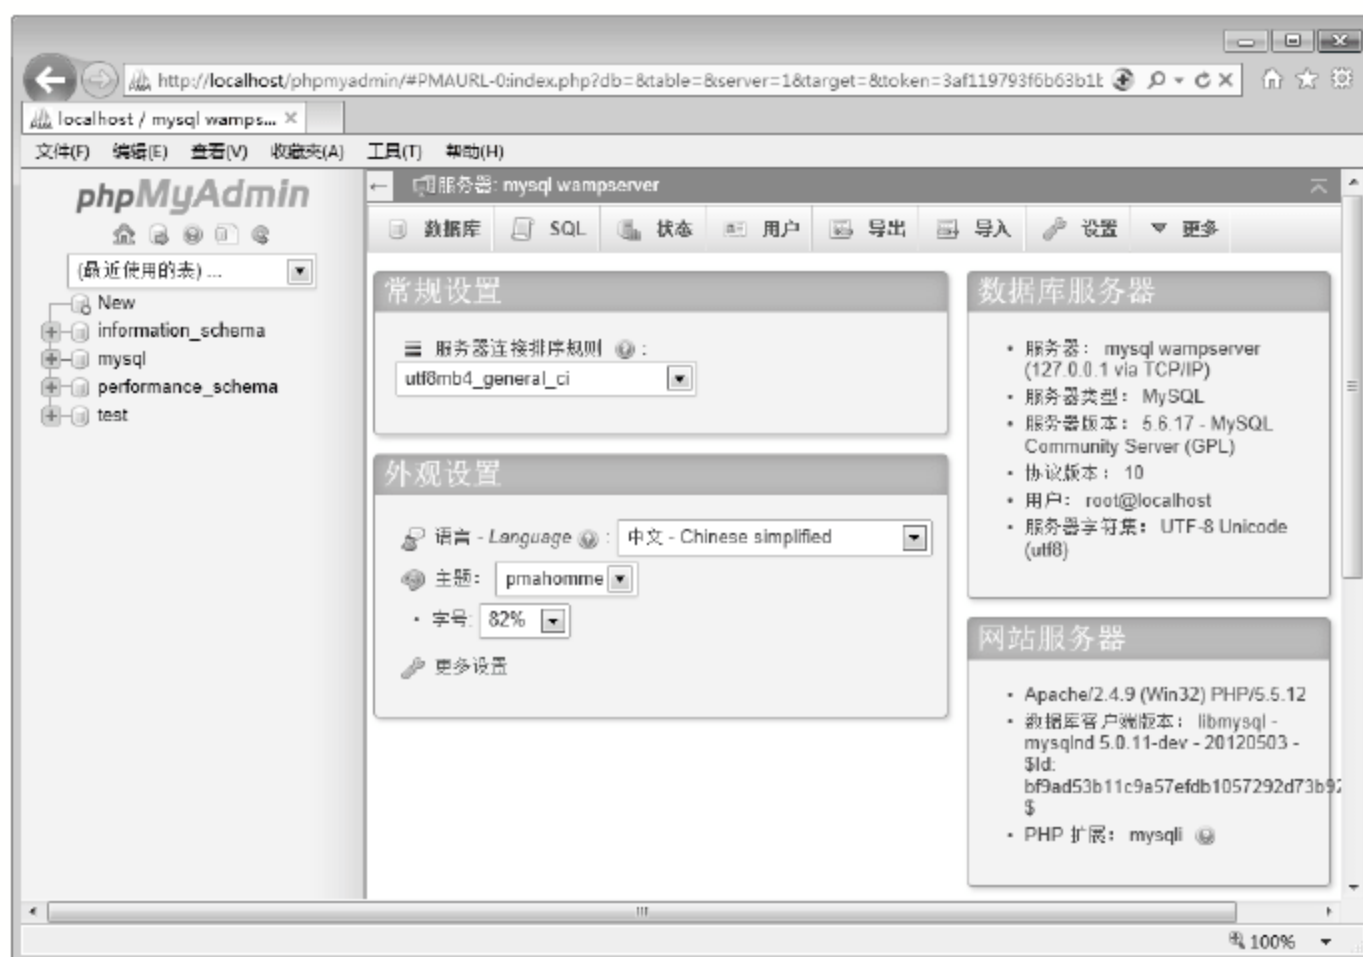 http://localhost/phpmyadmin/#PMAURL-0:index.php?db=&table=&server=1&target=&token=3af119793f6b63b1b
localhost / mysql wamps...
文件(F) 编辑(E) 查看(V) 收藏夹(A) 工具(T) 帮助(H)
phpMyAdmin
(最近使用的表) ...
New
information_schema
mysql
performance_schema
test
服务器: mysql wampserver
数据库 SQL 状态 用户 导出 导入 设置 更多
常规设置
服务器连接排序规则 :
utf8mb4_general_ci
外观设置
语言 - Language : 中文 - Chinese simplified
主题: pmahomme
• 字号: 82%
更多设置
数据库服务器
• 服务器: mysql wampserver
(127.0.0.1 via TCP/IP)
• 服务器类型: MySQL
• 服务器版本: 5.6.17 - MySQL
Community Server (GPL)
• 协议版本: 10
• 用户: root@localhost
• 服务器字符集: UTF-8 Unicode
(utf8)
网站服务器
• Apache/2.4.9 (Win32) PHP/5.5.12
• 数据库客户端版本: libmysql -
mysqlnd 5.0.11-dev - 20120503 -
$Id:
bf9ad53b11c9a57efdb1057292d73b92
$
• PHP 扩展: mysqli
100%